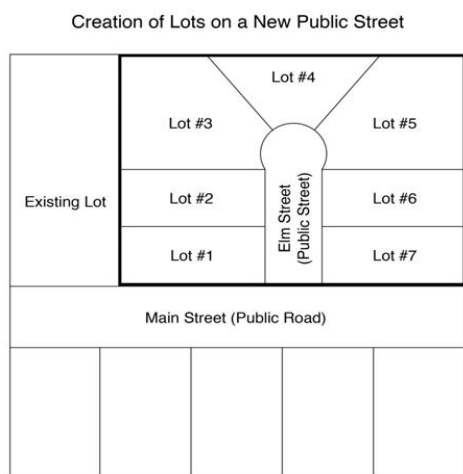 Creation of Lots on a New Public Street
Lot #4
Lot #3
Lot #5
Existing Lot
Lot #2
Elm Street
(Public Street)
Lot #6
Lot #1
Lot #7
Main Street (Public Road)